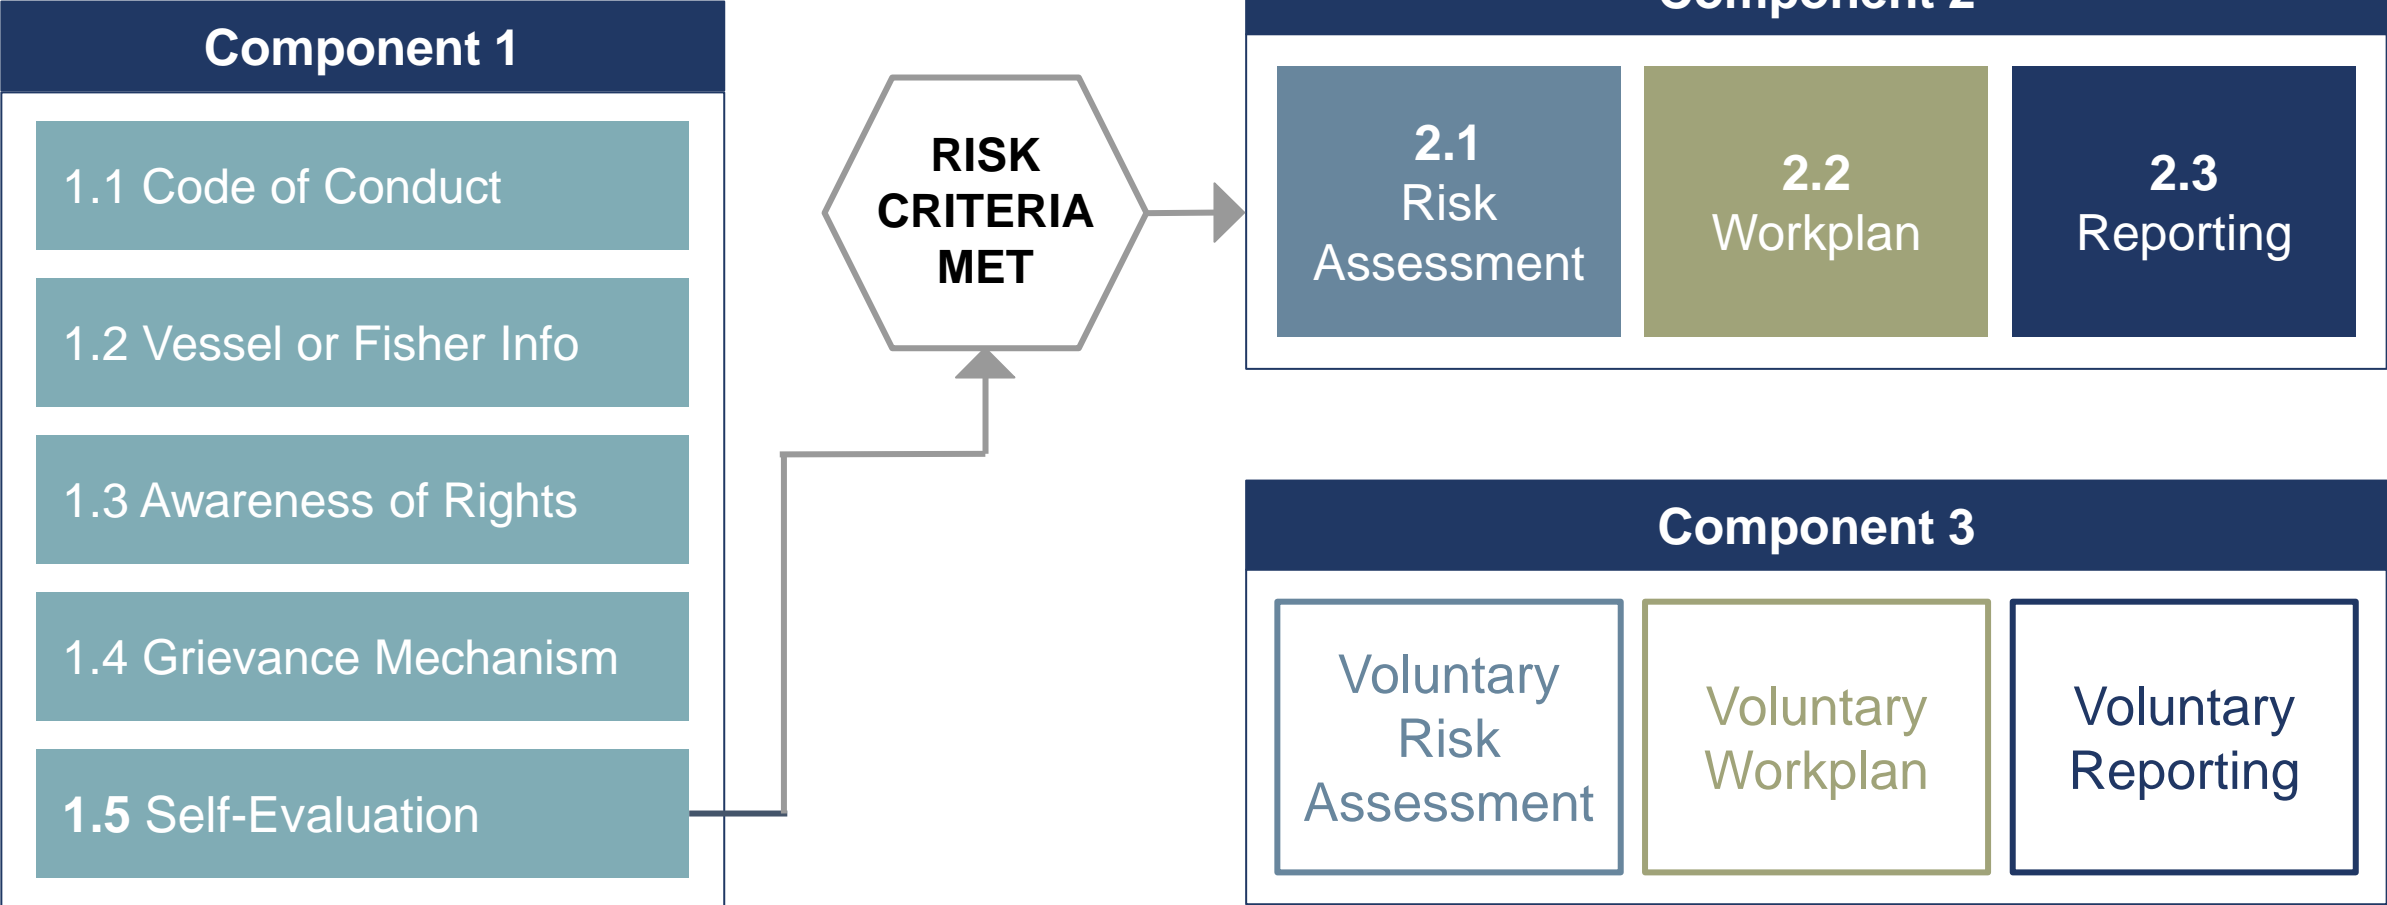 Component 1
1.1 Code of Conduct
1.2 Vessel or Fisher Info
1.3 Awareness of Rights
1.4 Grievance Mechanism
1.5 Self-Evaluation
RISK
CRITERIA
MET
Component 2
2.1
Risk
Assessment
2.2
Workplan
2.3
Reporting
Component 3
Voluntary
Risk
Assessment
Voluntary
Workplan
Voluntary
Reporting